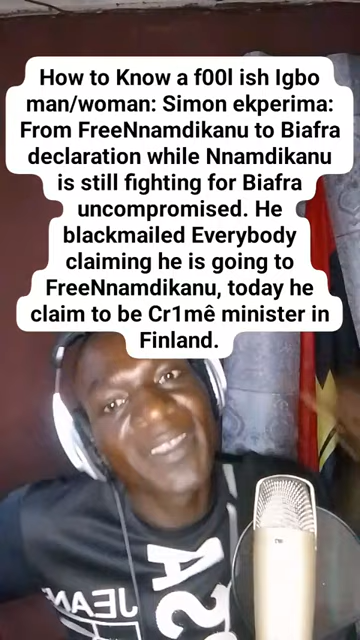 How to Know a f00l ish Igbo
man/woman: Simon ekperima:
From FreeNnamdikanu to Biafra
declaration while Nnamdikanu
is still fighting for Biafra
uncompromised. He
blackmailed Everybody
claiming he is going to
FreeNnamdikanu, today he
claim to be Cr1mê minister in
Finland.
JEAN